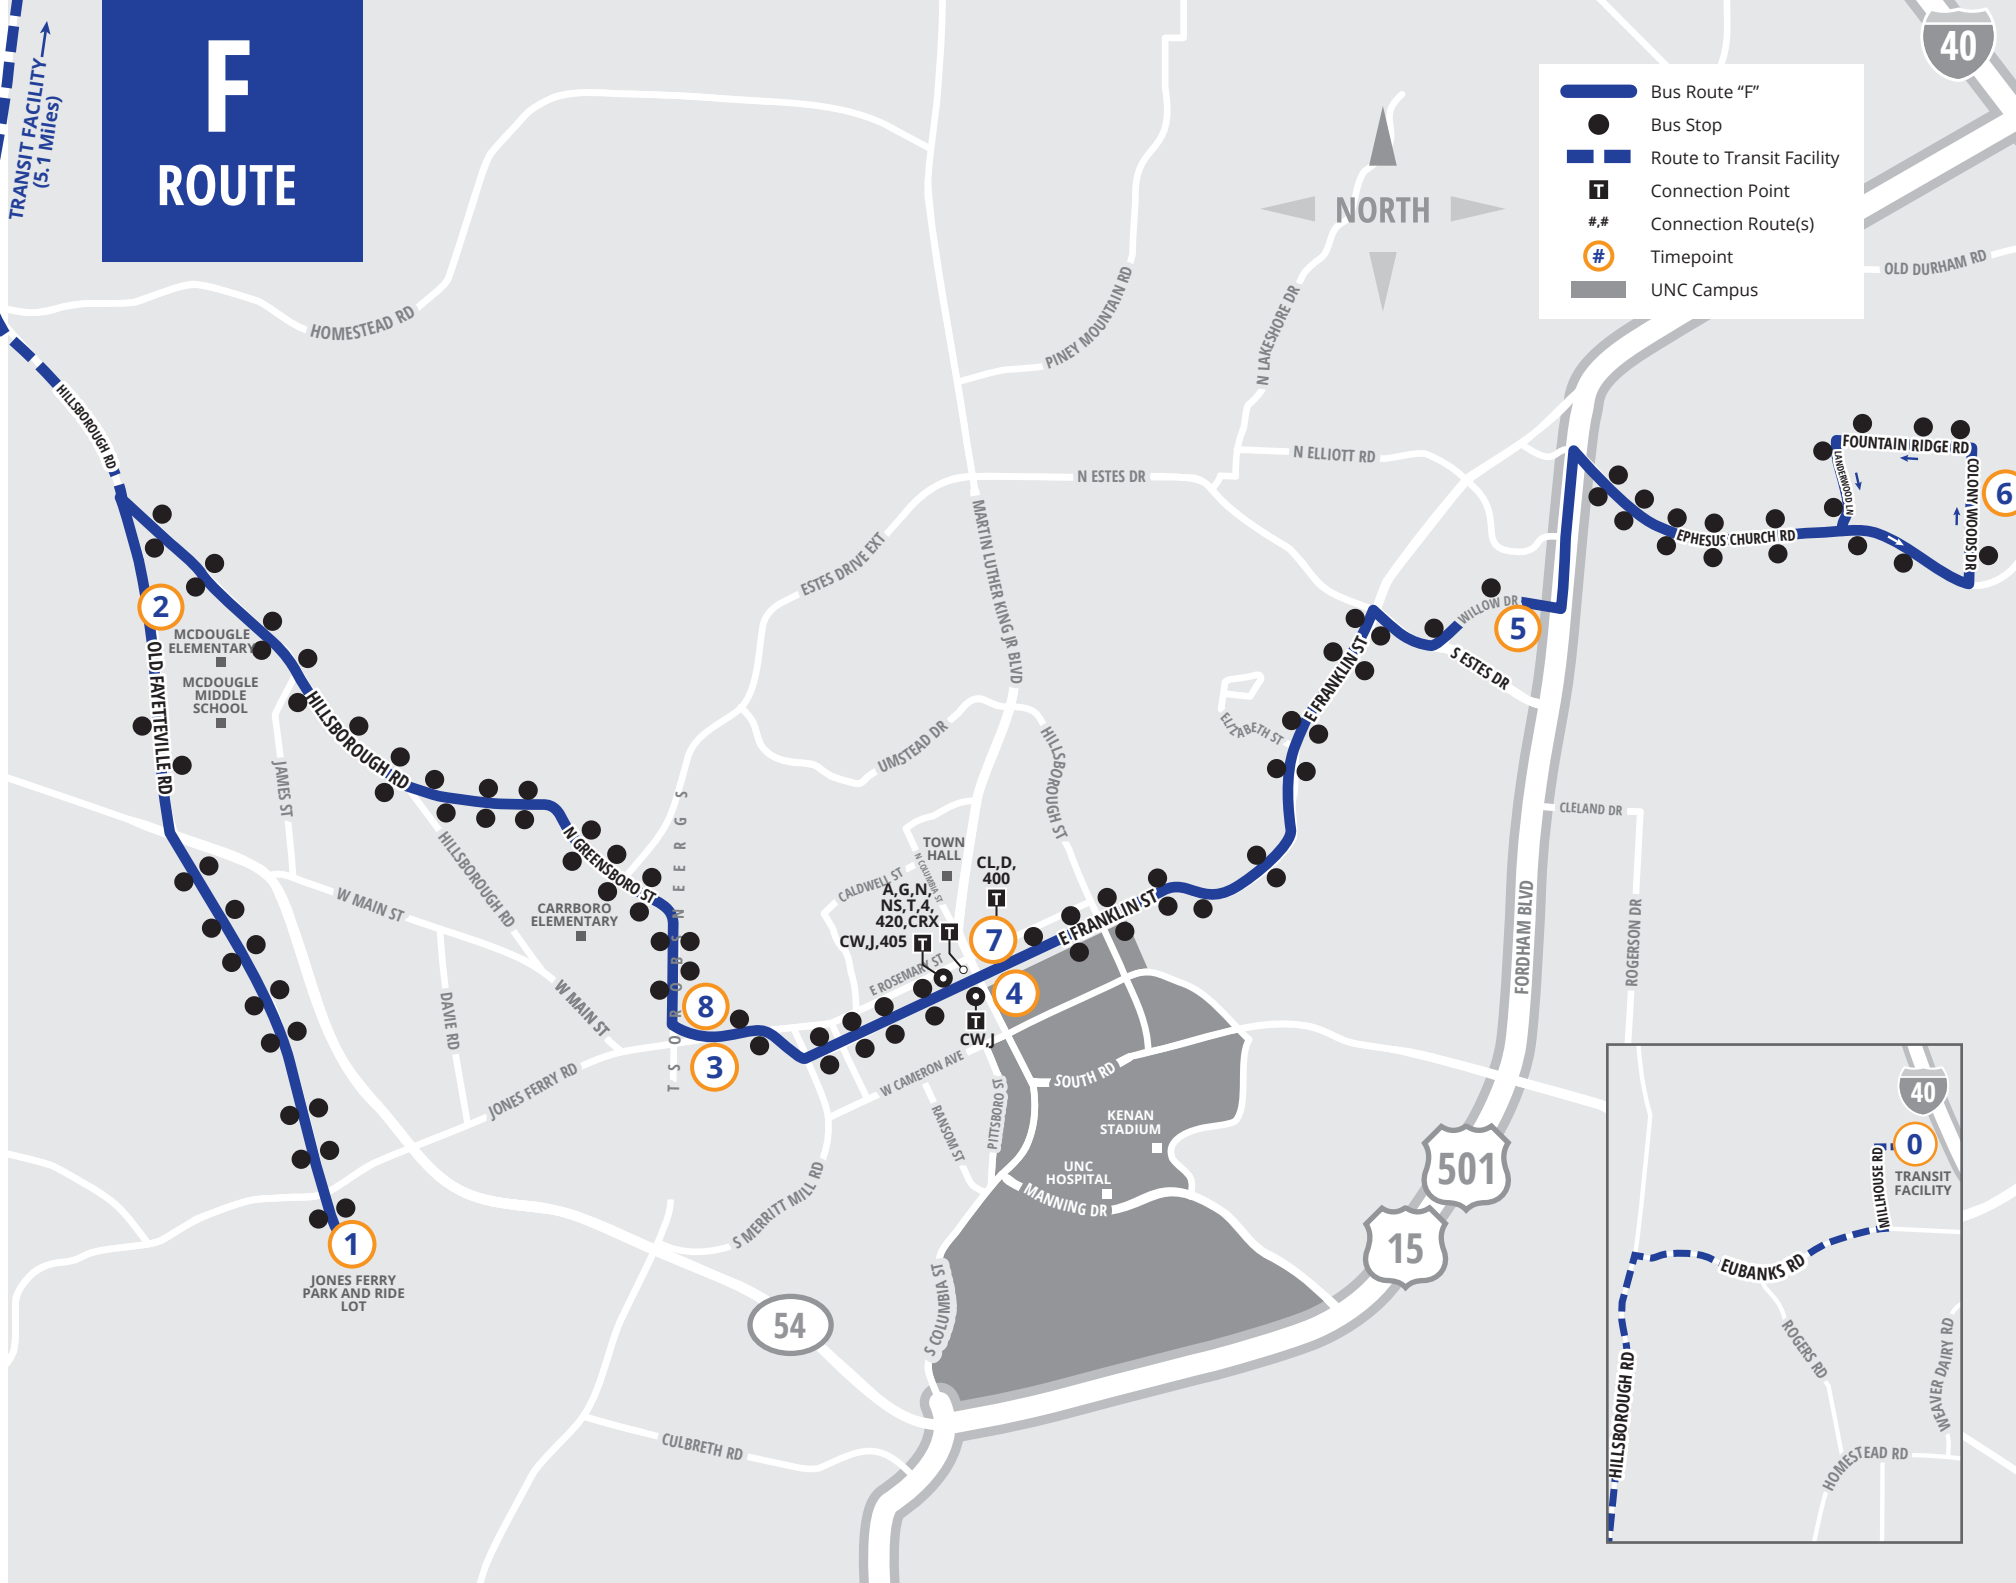 F
ROUTE
TRANSIT FACILITY
(5.1 Miles)
40
Bus Route “F”
Bus Stop
Route to Transit Facility
T
Connection Point
#,#
Connection Route(s)
#
Timepoint
UNC Campus
NORTH
OLD DURHAM RD
HOMESTEAD RD
PINEY MOUNTAIN RD
N LAKESHORE DR
HILLSBOROUGH RD
N ESTES DR
N ELLIOTT RD
FOUNTAIN RIDGE RD
LANDERWOOD LN
COLONY WOODS DR
6
EPHESUS CHURCH RD
ESTES DRIVE EXT
MARTIN LUTHER KING JR BLVD
2
MCDOUGLE
ELEMENTARY
MCDOUGLE
MIDDLE
SCHOOL
OLD FAYETTEVILLE RD
HILLSBOROUGH RD
WILLOW DR
5
S ESTES DR
E FRANKLIN ST
ELIZABETH ST
UMSTEAD DR
HILLSBOROUGH ST
JAMES ST
HILLSBOROUGH RD
N GREENSBORO ST
W MAIN ST
CARRBORO
ELEMENTARY
S GREENSBORO ST
CLELAND DR
ROGERSON DR
FORDHAM BLVD
TOWN
HALL
N COLUMBIA ST
CALDWELL ST
CL,D,
400
T
A,G,N,
NS,T,4,
420,CRX
T
CW,J,405
T
7
E FRANKLIN ST
E ROSEMARY ST
4
T
CW,J
8
3
W MAIN ST
DAVIE RD
JONES FERRY RD
W CAMERON AVE
RANSOM ST
PITTSBORO ST
SOUTH RD
KENAN
STADIUM
UNC
HOSPITAL
MANNING DR
S MERRITT MILL RD
1
JONES FERRY
PARK AND RIDE
LOT
54
S COLUMBIA ST
CULBRETH RD
501
15
40
0
TRANSIT
FACILITY
MILLHOUSE RD
EUBANKS RD
ROGERS RD
WEAVER DAIRY RD
HILLSBOROUGH RD
HOMESTEAD RD